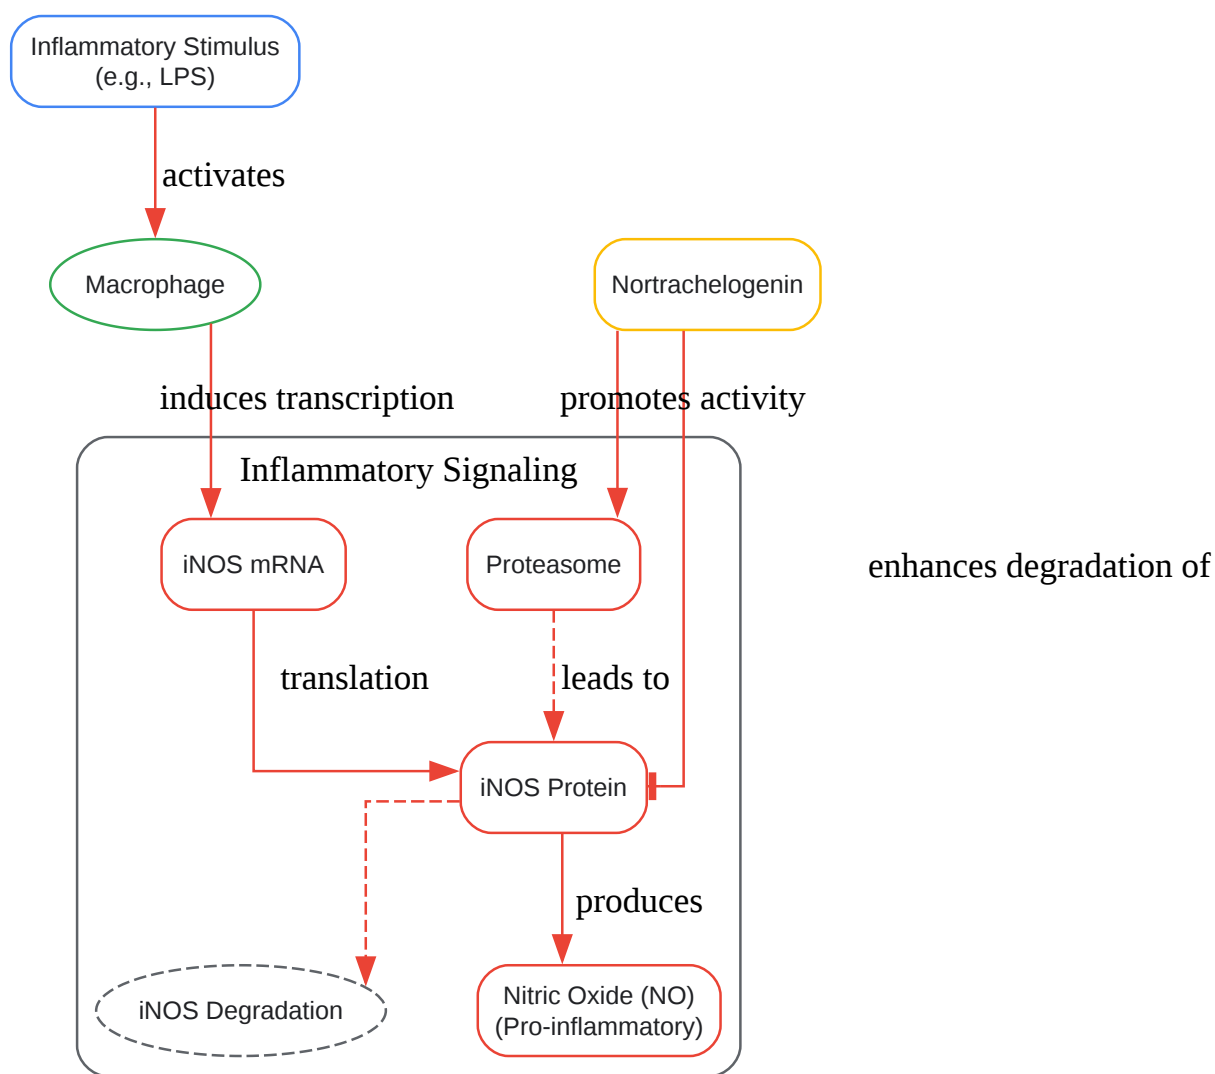 Inflammatory Stimulus
(e.g., LPS)
activates
Macrophage
Nortrachelogenin
induces transcription
promotes activity
Inflammatory Signaling
iNOS mRNA
Proteasome
enhances degradation of
translation
leads to
iNOS Protein
produces
iNOS Degradation
Nitric Oxide (NO)
(Pro-inflammatory)